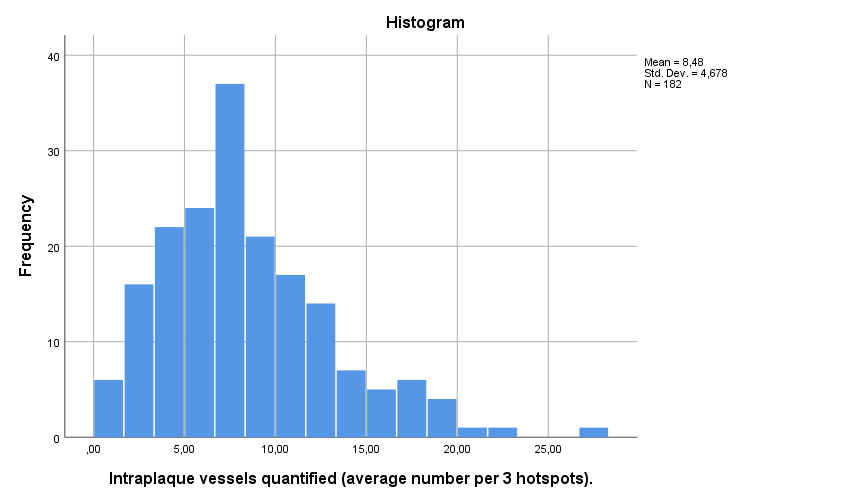 Histogram
Mean = 8,48
Std. Dev. = 4,678
N = 182
Frequency
40
30
20
10
0
,00
5,00
10,00
15,00
20,00
25,00
Intraplaque vessels quantified (average number per 3 hotspots).